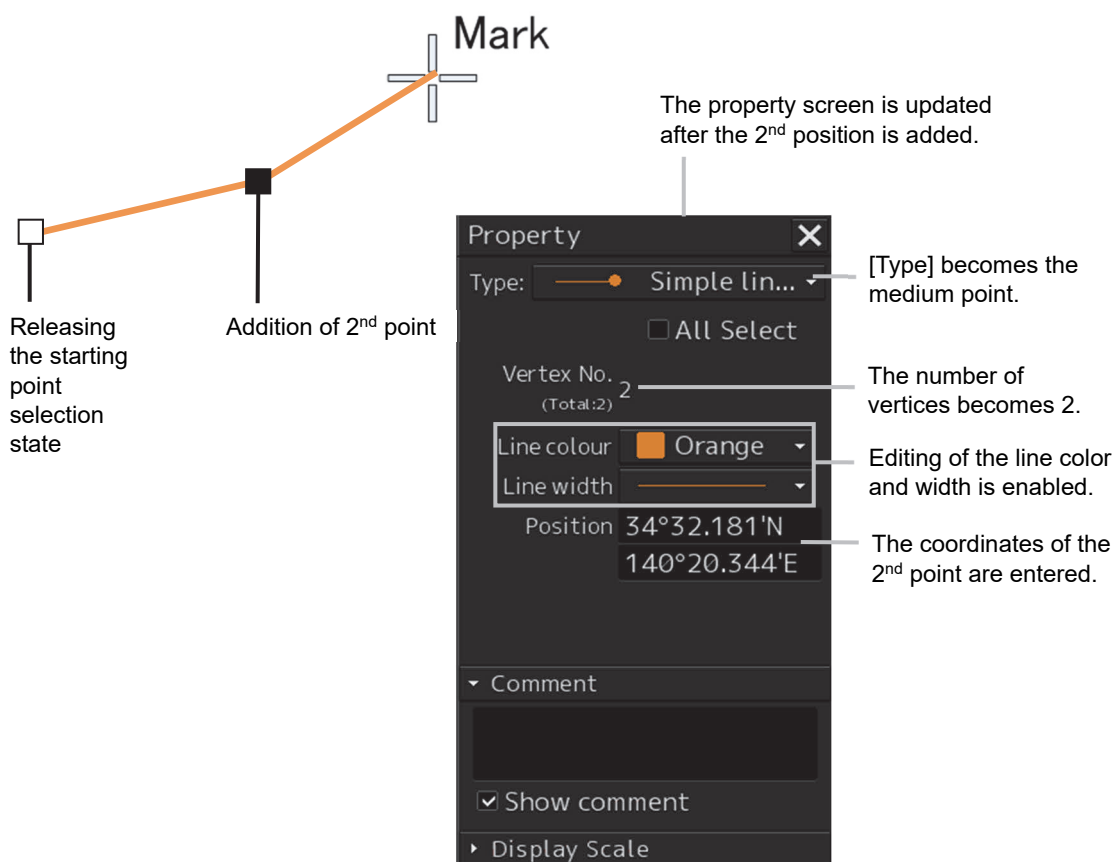 Mark
The property screen is updated
after the 2nd position is added.
Releasing
the starting
point
selection
state
Addition of 2nd point
Property
Type: Simple lin...
All Select
Vertex No. 2
(Total:2)
Line colour Orange
Line width
Position 34°32.181'N
140°20.344'E
Comment
Show comment
Display Scale
[Type] becomes the
medium point.
The number of
vertices becomes 2.
Editing of the line color
and width is enabled.
The coordinates of the
2nd point are entered.